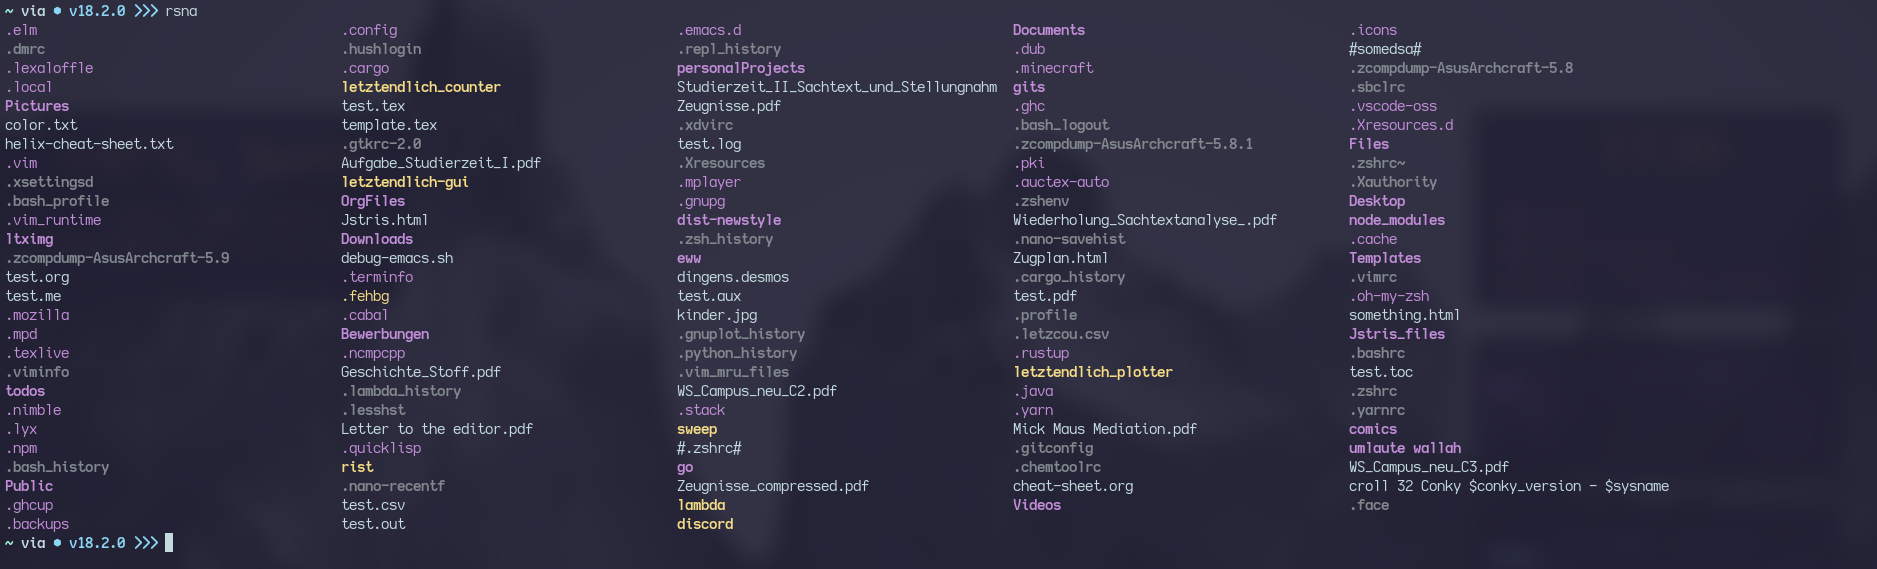 ~ via ⬢ v18.2.0 >>> rsna
.elm .config .emacs.d Documents .icons
.dmrc .hushlogin .repl_history .dub #somedsa#
.lexaloffle .cargo personalProjects .minecraft .zcompdump-AsusArchcraft-5.8
.local letztendlich_counter Studierzeit_II_Sachtext_und_Stellungnahm gits .sbclrc
Pictures test.tex Zeugnisse.pdf .ghc .vscode-oss
color.txt template.tex .xdvirc .bash_logout .Xresources.d
helix-cheat-sheet.txt .gtkrc-2.0 test.log .zcompdump-AsusArchcraft-5.8.1 Files
.vim Aufgabe_Studierzeit_I.pdf .Xresources .pki .zshrc~
.xsettingsd letztendlich-gui .mplayer .auctex-auto .Xauthority
.bash_profile OrgFiles .gnupg .zshenv Desktop
.vim_runtime Jstris.html dist-newstyle Wiederholung_Sachtextanalyse_.pdf node_modules
ltximg Downloads .zsh_history .nano-savehist .cache
.zcompdump-AsusArchcraft-5.9 debug-emacs.sh eww Zugplan.html Templates
test.org .terminfo dingens.desmos .cargo_history .vimrc
test.me .fehbg test.aux test.pdf .oh-my-zsh
.mozilla .cabal kinder.jpg .profile something.html
.mpd Bewerbungen .gnuplot_history .letzcou.csv Jstris_files
.texlive .ncmpcpp .python_history .rustup .bashrc
.viminfo Geschichte_Stoff.pdf .vim_mru_files letztendlich_plotter test.toc
todos .lambda_history WS_Campus_neu_C2.pdf .java .zshrc
.nimble .lesshst .stack .yarn .yarnrc
.lyx Letter to the editor.pdf sweep Mick Maus Mediation.pdf comics
.npm .quicklisp #.zshrc# .gitconfig umlaute wallah
.bash_history rist go .chemtoolrc WS_Campus_neu_C3.pdf
Public .nano-recentf Zeugnisse_compressed.pdf cheat-sheet.org croll 32 Conky $conky_version - $sysname
.ghcup test.csv lambda Videos .face
.backups test.out discord
~ via ⬢ v18.2.0 >>>